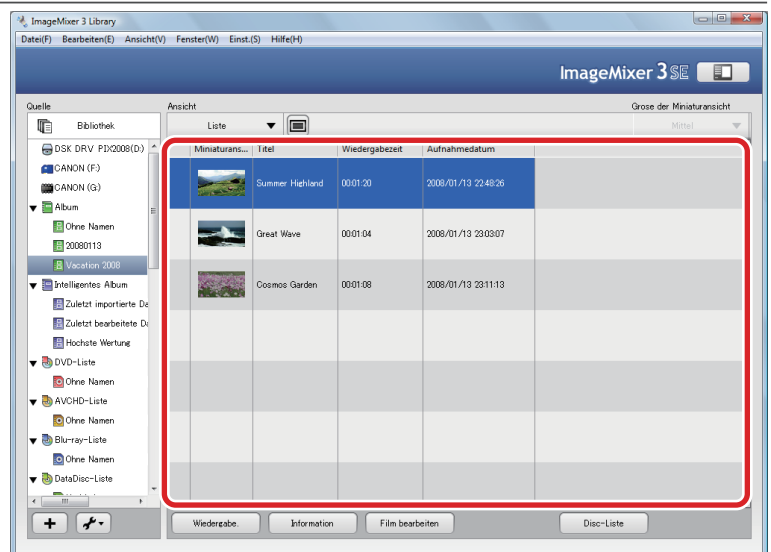 ImageMixer 3 Library
Datei(F) Bearbeiten(E) Ansicht(V) Fenster(W) Einst.(S) Hilfe(H)
ImageMixer 3 SE
Quelle
Ansicht
Grose der Miniaturansicht
Bibliothek
Liste
Mittel
DSK DRV PIX2008(D:)
CANON (F:)
CANON (G:)
Album
Ohne Namen
20080113
Vacation 2008
Intelligentes Album
Zuletzt importierte Da
Zuletzt bearbeitete Da
Hochste Wertung
DVD-Liste
Ohne Namen
AVCHD-Liste
Ohne Namen
Blu-ray-Liste
Ohne Namen
DataDisc-Liste
Miniaturans... Titel Wiedergabezeit Aufnahmedatum
Summer Highland 00:01:20 2008/01/13 22:48:26
Great Wave 00:01:04 2008/01/13 23:03:07
Cosmos Garden 00:01:08 2008/01/13 23:11:13
Wiedergabe. Information Film bearbeiten Disc-Liste